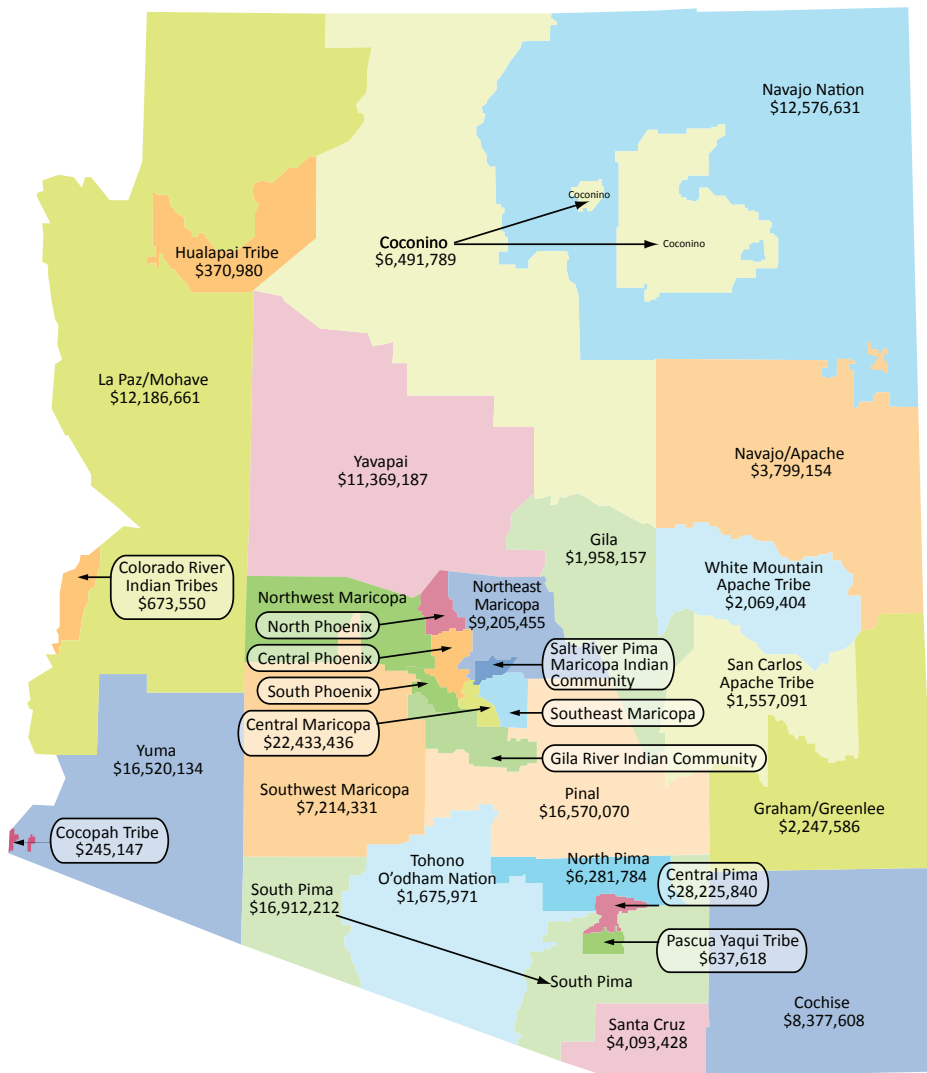 Navajo Nation
$12,576,631
Coconino
Coconino
$6,491,789
Coconino
Hualapai Tribe
$370,980
La Paz/Mohave
$12,186,661
Yavapai
$11,369,187
Navajo/Apache
$3,799,154
Gila
$1,958,157
White Mountain
Apache Tribe
$2,069,404
Colorado River
Indian Tribes
$673,550
Northwest Maricopa
Northeast
Maricopa
$9,205,455
North Phoenix
Central Phoenix
South Phoenix
Central Maricopa
$22,433,436
Salt River Pima
Maricopa Indian
Community
Southeast Maricopa
Gila River Indian Community
San Carlos
Apache Tribe
$1,557,091
Yuma
$16,520,134
Southwest Maricopa
$7,214,331
Pinal
$16,570,070
Graham/Greenlee
$2,247,586
Cocopah Tribe
$245,147
South Pima
$16,912,212
Tohono
O'odham Nation
$1,675,971
North Pima
$6,281,784
Central Pima
$28,225,840
Pascua Yaqui Tribe
$637,618
South Pima
Santa Cruz
$4,093,428
Cochise
$8,377,608